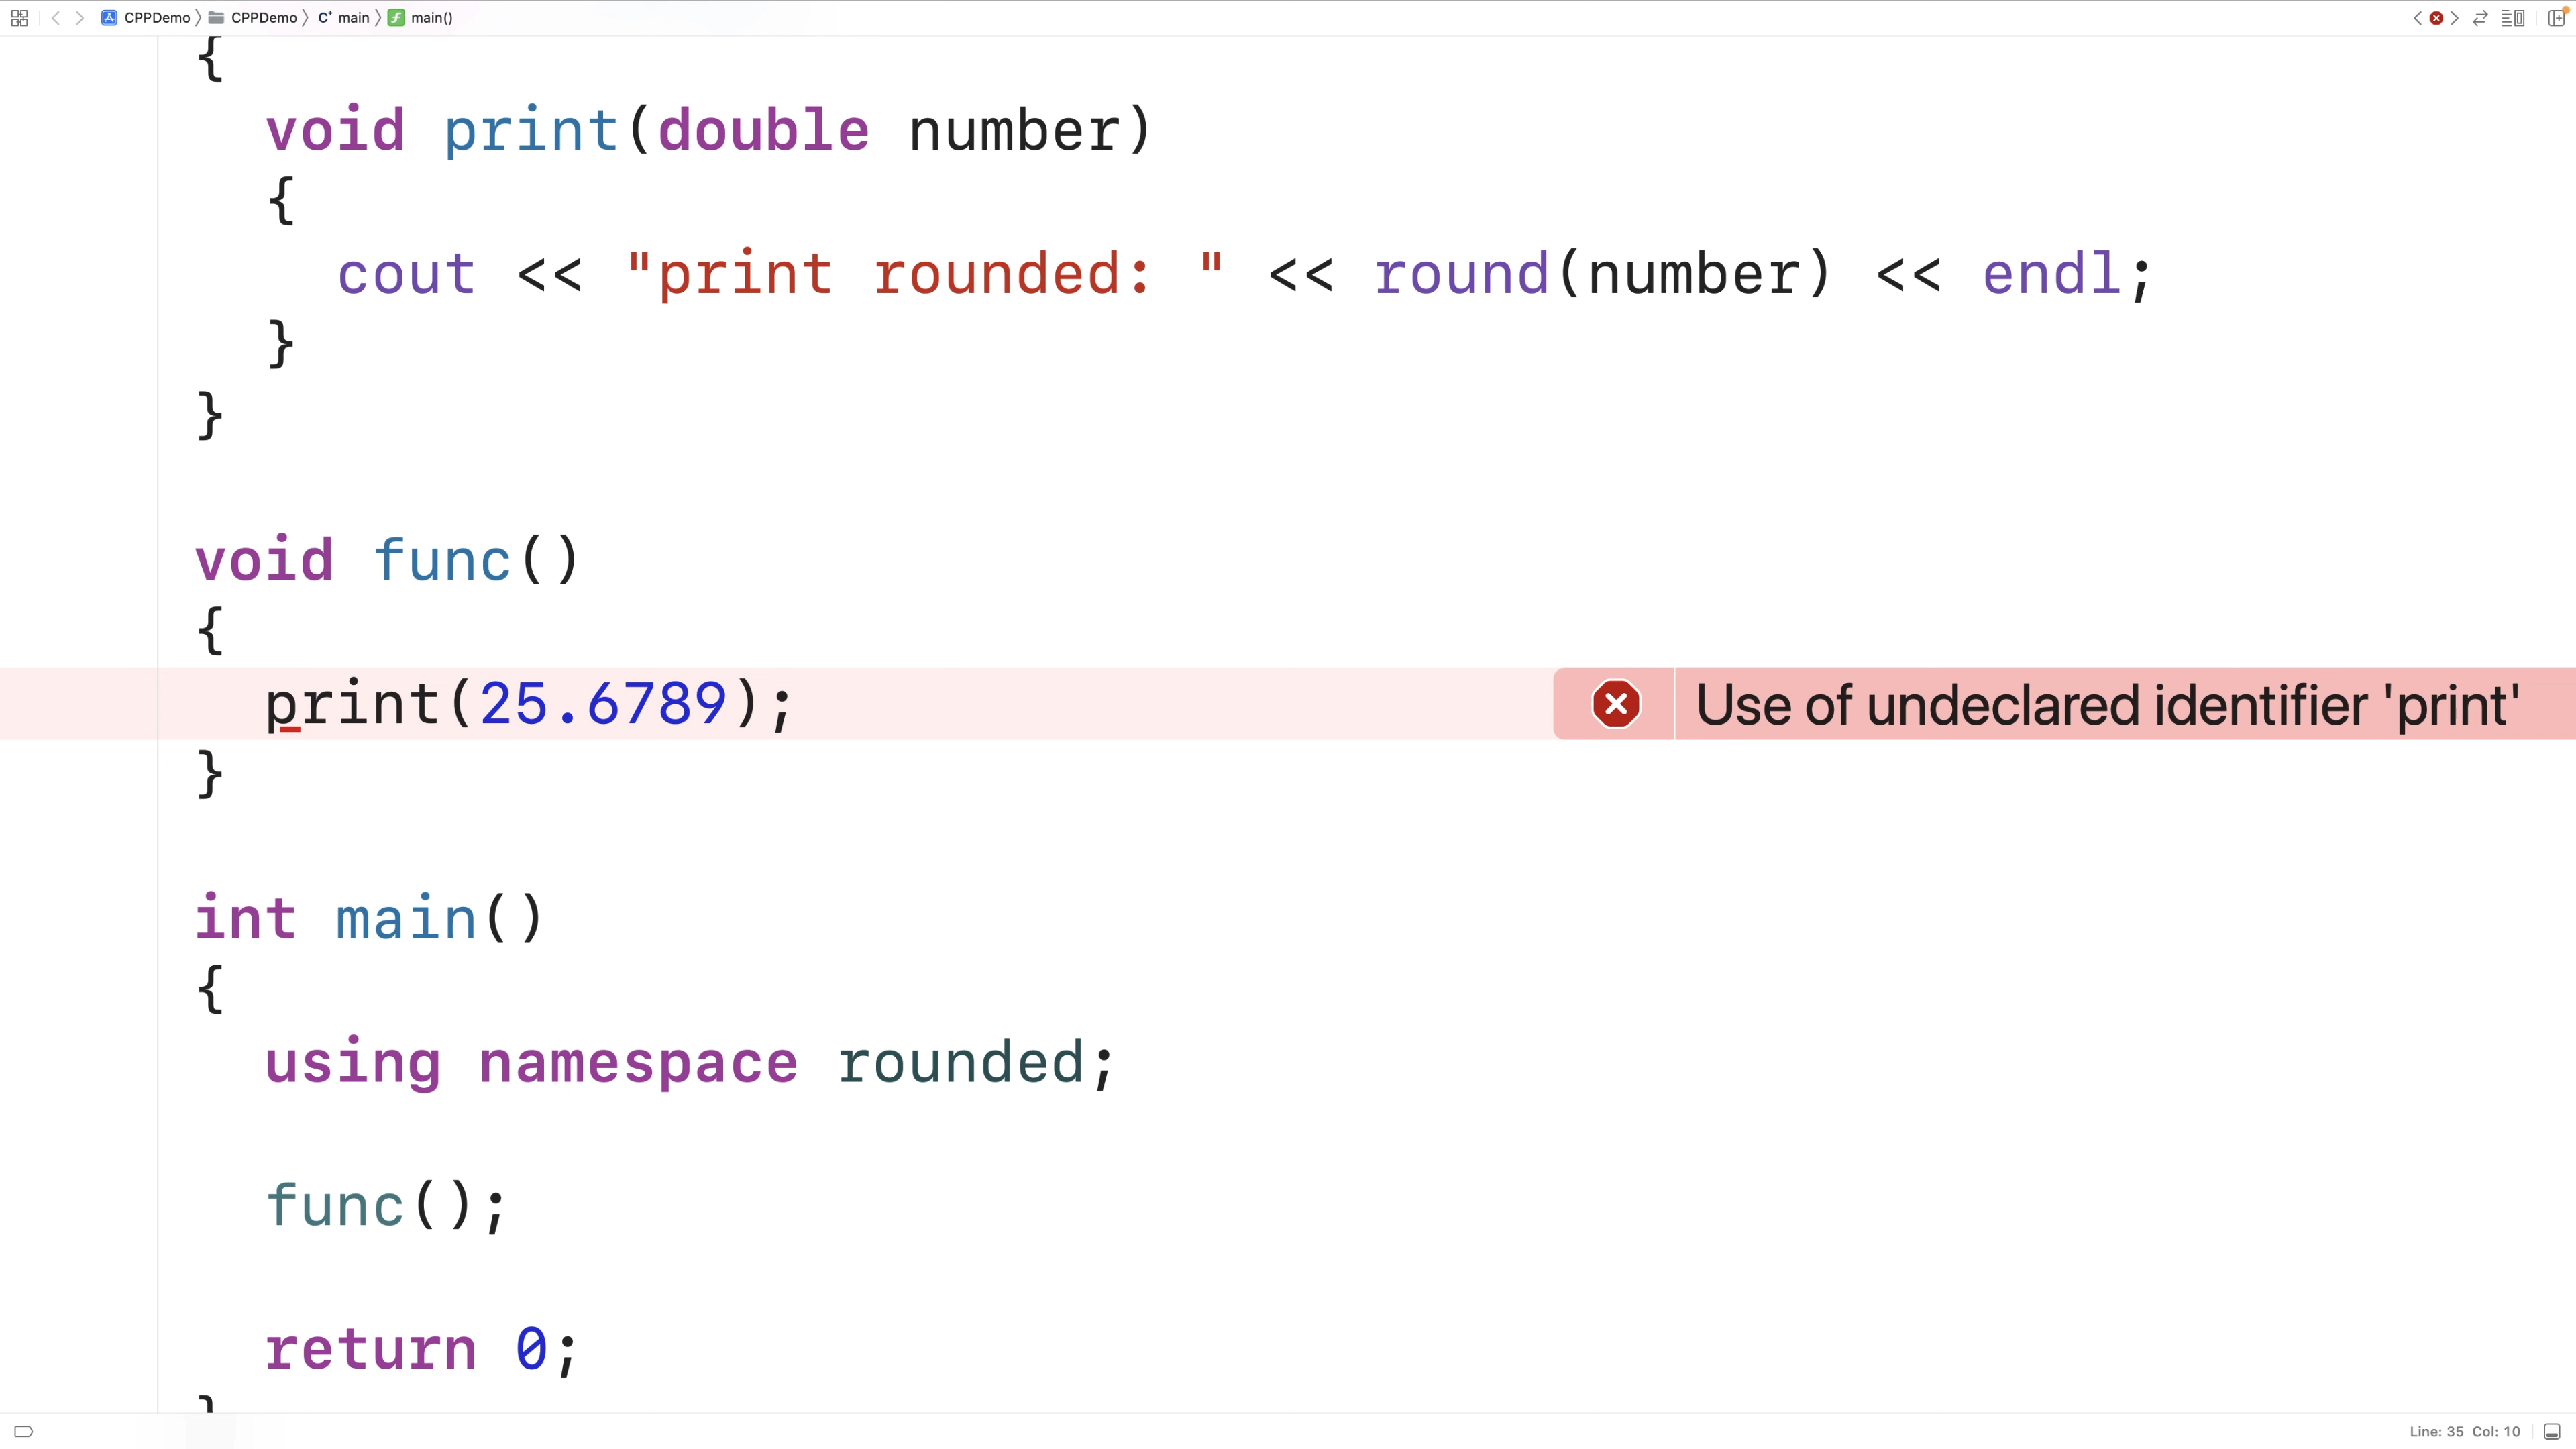 CPPDemo CPPDemo C+ main f main()
{
void print(double number)
{
cout << "print rounded: " << round(number) << endl;
}
}
void func()
{
print(25.6789); Use of undeclared identifier 'print'
}
int main()
{
using namespace rounded;
func();
return 0;
}
Line: 35 Col: 10